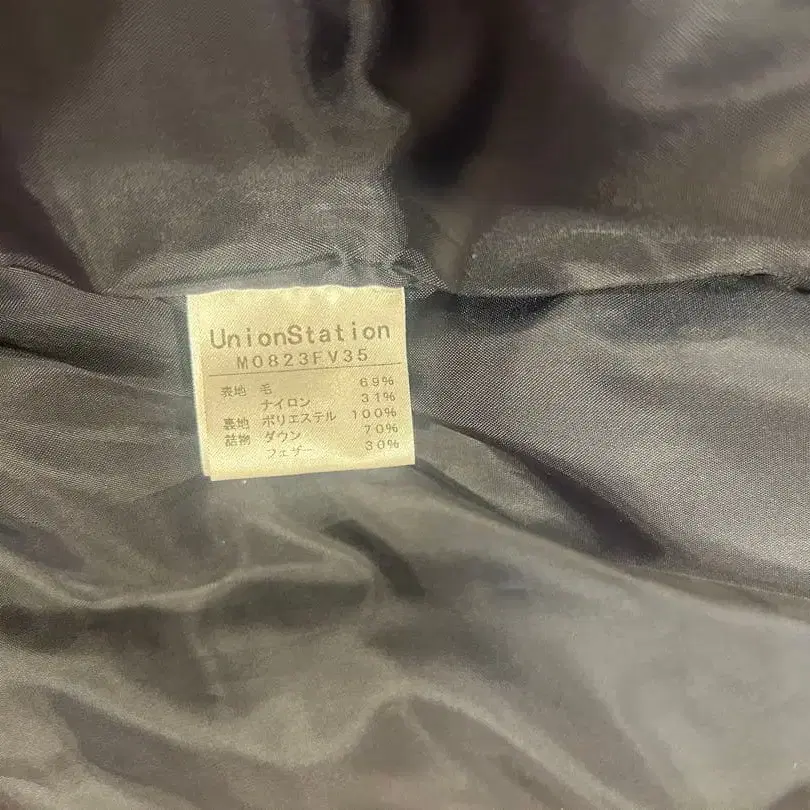 UnionStation
M0823FV35
表地 毛 69%
ナイロン 31%
裏地 ポリエステル 100%
詰物 ダウン 70%
フェザー 30%